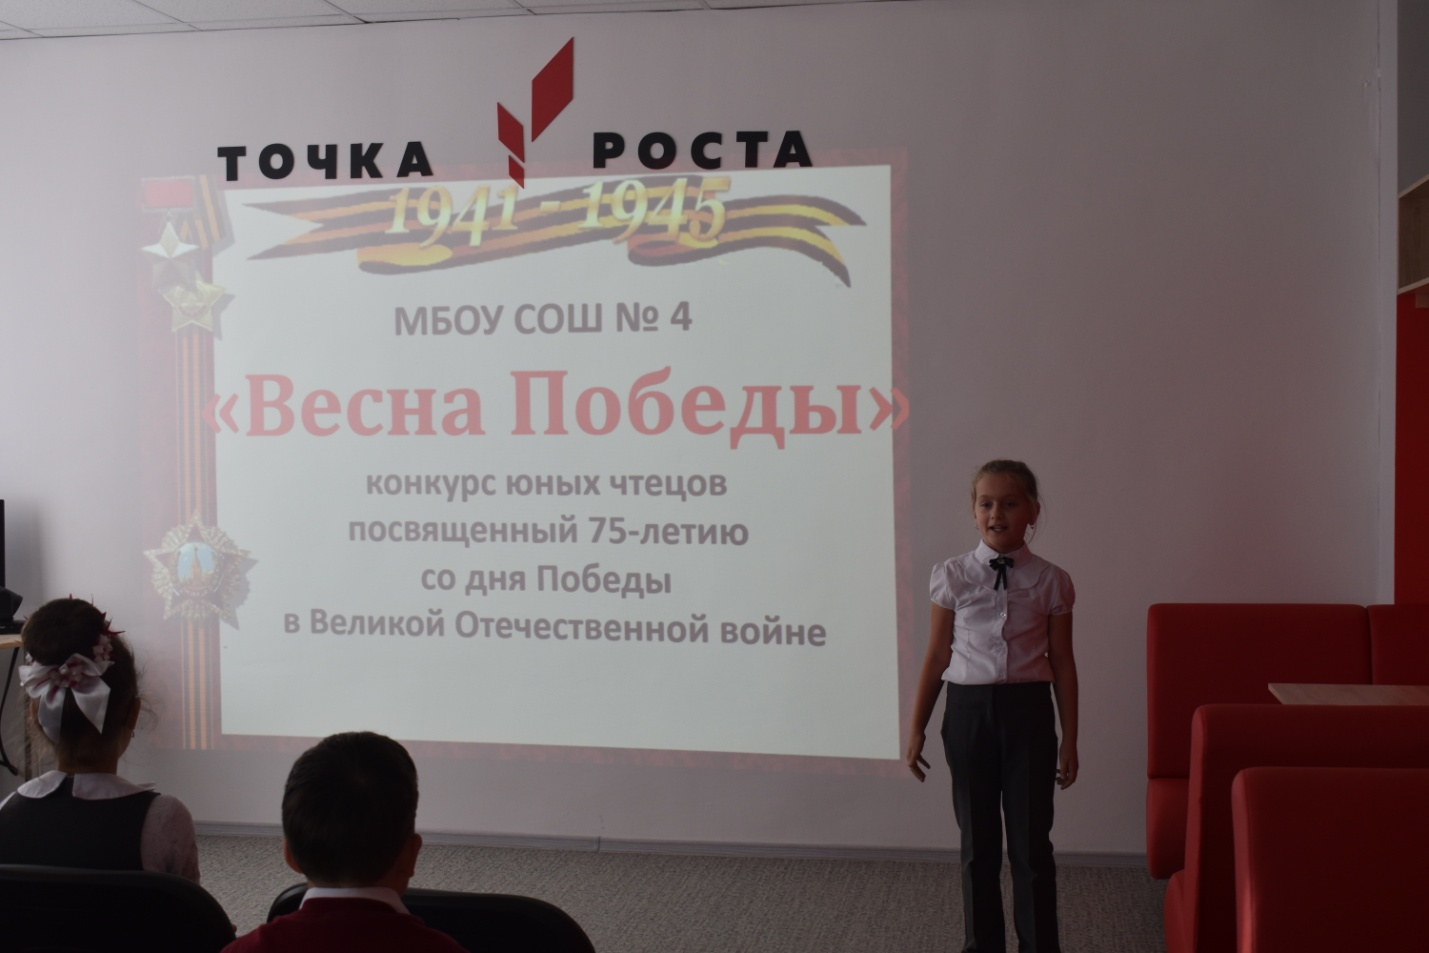 ТОЧКА РОСТА
1941 - 1945
МБОУ СОШ № 4
«Весна Победы»
конкурс юных чтецов
посвященный 75-летию
со дня Победы
в Великой Отечественной войне